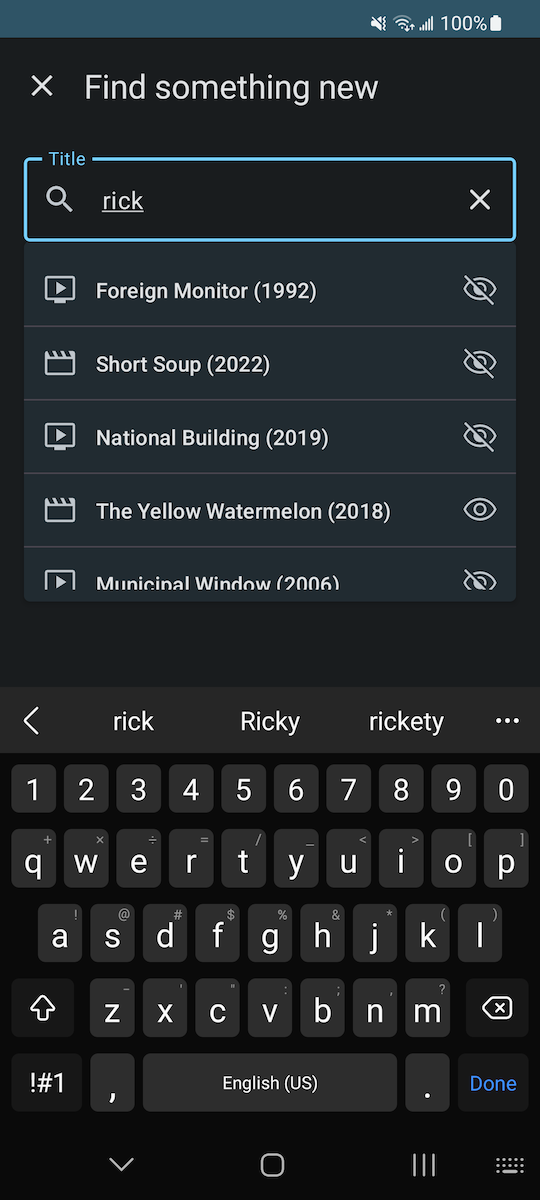 100%
Find something new
Title
rick
Foreign Monitor (1992)
Short Soup (2022)
National Building (2019)
The Yellow Watermelon (2018)
Municipal Window (2006)
rick Ricky rickety
1 2 3 4 5 6 7 8 9 0
+ × ÷ = / _ < > [ ]
q w e r t y u i o p
! @ # $ % & * ( )
a s d f g h j k l
- ' " : ; , ?
z x c v b n m
!#1 , English (US) . Done